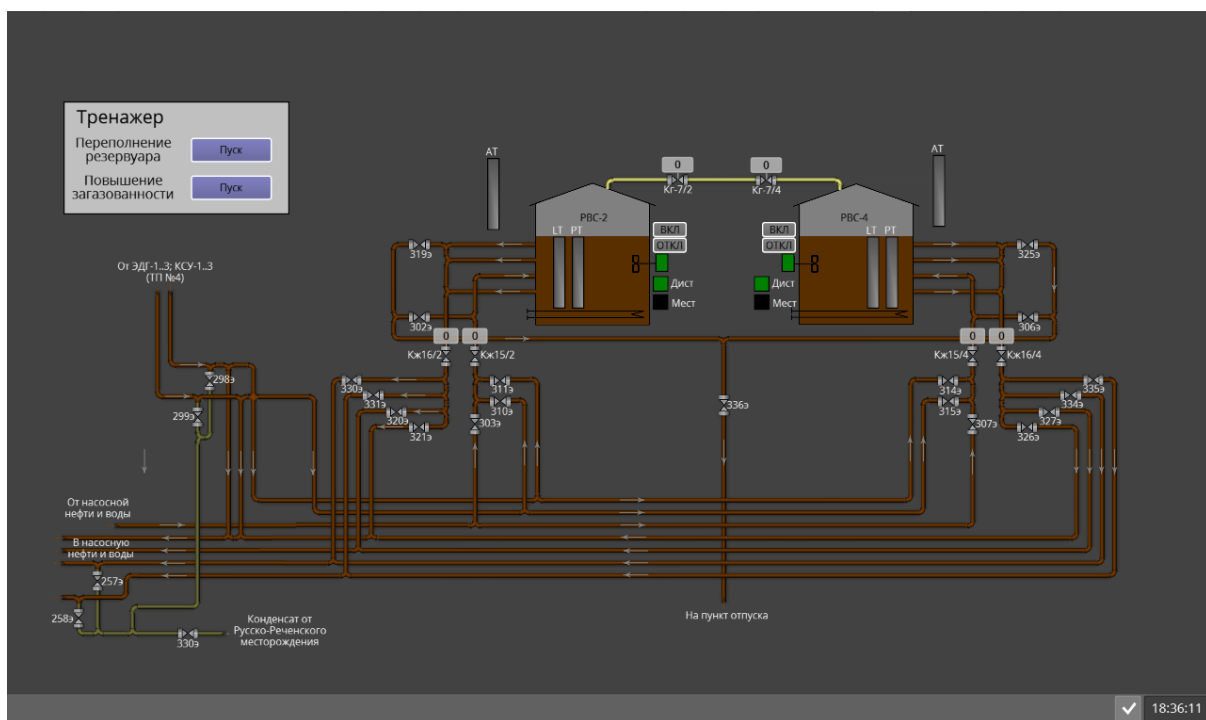 Тренажер
Переполнение
резервуара
Пуск
Повышение
загазованности
Пуск
АТ
0
0
Кг-7/2
Кг-7/4
АТ
РВС-2
LT PT
ВКЛ
ОТКЛ
Дист
Мест
РВС-4
LT PT
ВКЛ
ОТКЛ
Дист
Мест
319э
302э
325э
306э
От ЭДГ-1..3; КСУ-1..3
(ТП №4)
0
0
Кж16/2
Кж15/2
0
0
Кж15/4
Кж16/4
298э
299э
330э
331э
320э
321э
311э
310э
303э
336э
314э
315э
307э
335э
334э
327э
326э
От насосной
нефти и воды
В насосную
нефти и воды
257э
258э
330э
Конденсат от
Русско-Реченского
месторождения
На пункт отпуска
18:36:11